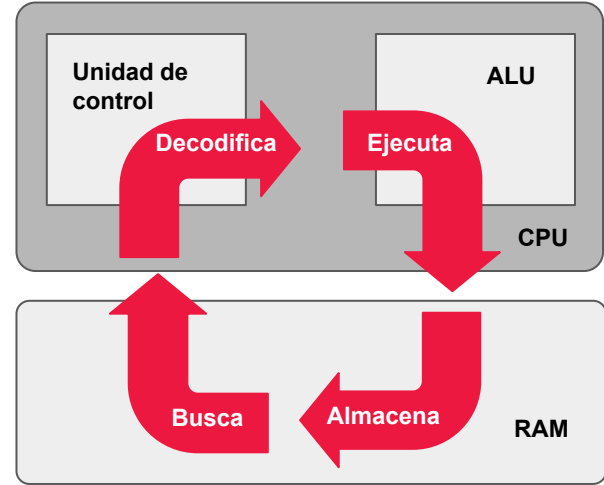 Unidad de
control
ALU
Decodifica
Ejecuta
CPU
Busca
Almacena
RAM